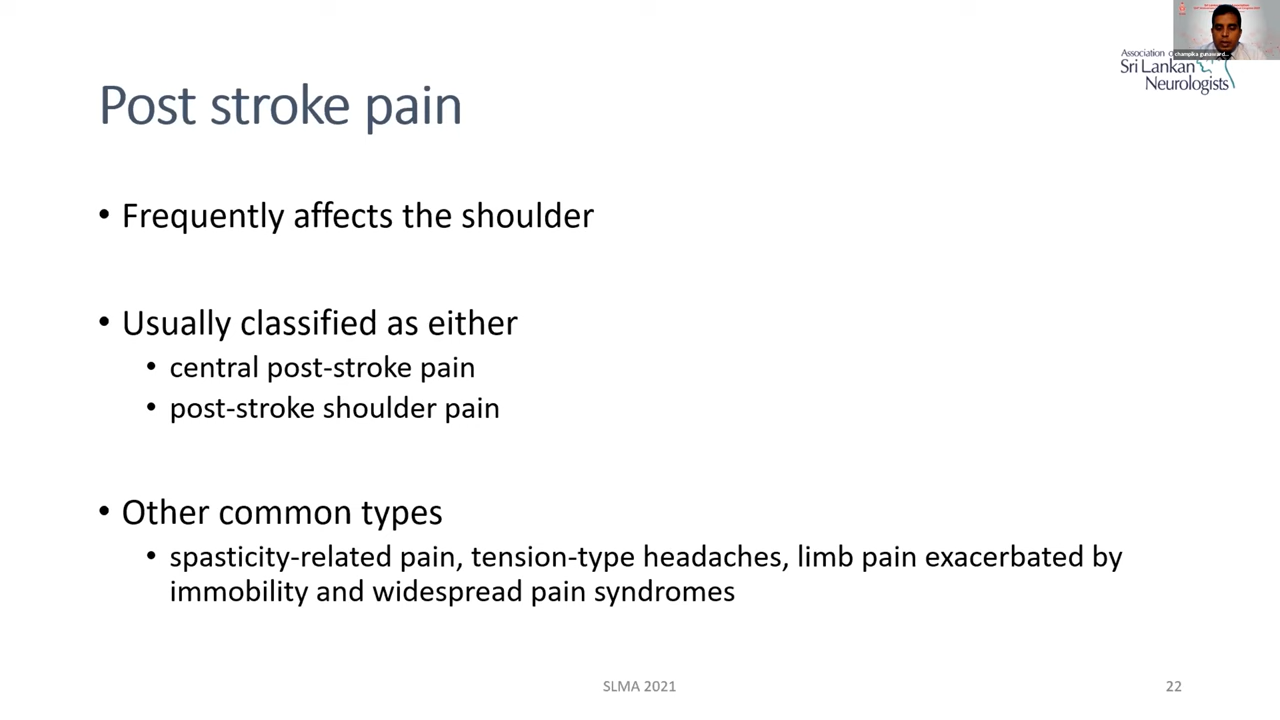 Association
Sri Lankan
Neurologists
Post stroke pain
• Frequently affects the shoulder
• Usually classified as either
• central post-stroke pain
• post-stroke shoulder pain
• Other common types
• spasticity-related pain, tension-type headaches, limb pain exacerbated by
immobility and widespread pain syndromes
SLMA 2021
22